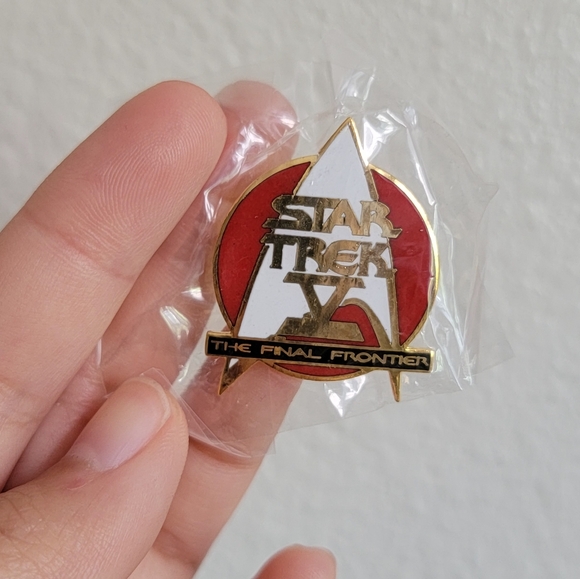 STAR
TREK
V
THE FINAL FRONTIER